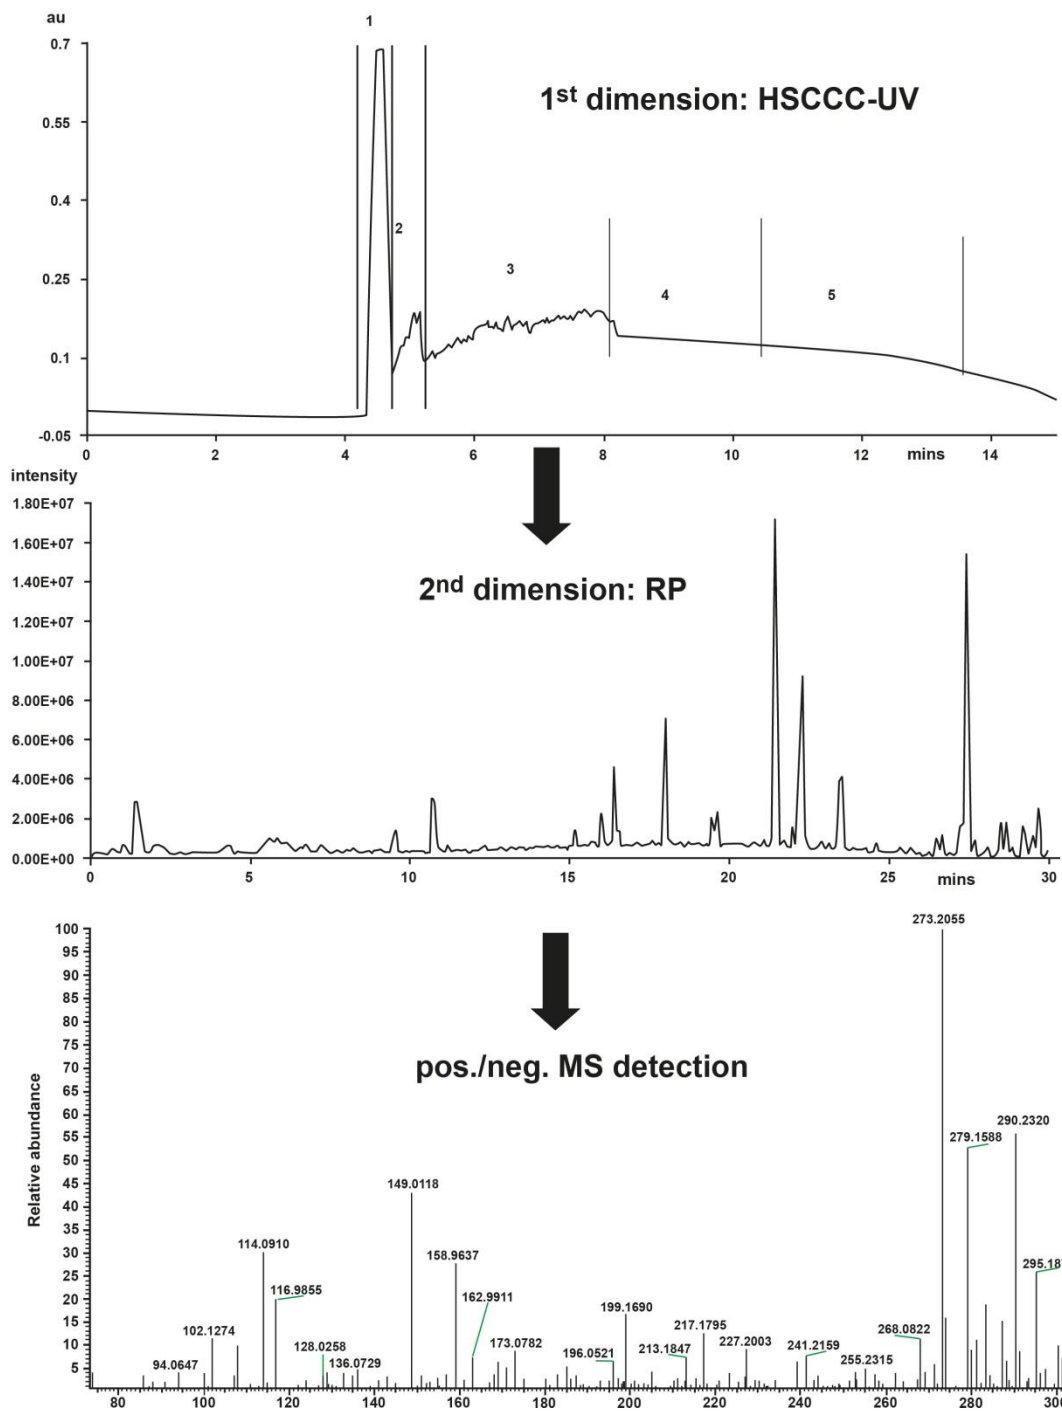 au
1
0.7
1st dimension: HSCCC-UV
0.55
0.4
2
3
0.25
4
5
0.1
-0.05
0 2 4 6 8 10 12 mins 14
intensity
1.80E+07
1.60E+07
2nd dimension: RP
1.40E+07
1.20E+07
1.00E+07
8.00E+06
6.00E+06
4.00E+06
2.00E+06
0.00E+00
0 5 10 15 20 25 mins 30
273.2055
100
95
90
85
80
pos./neg. MS detection
75
70
65
60
290.2320
55
279.1588
50
149.0118
45
40
35
Relative abundance
114.0910
30
158.9637
295.18
25
116.9855
162.9911
20
199.1690
102.1274
217.1795
15
128.0258
173.0782
227.2003
268.0822
10
94.0647
136.0729
196.0521
213.1847
241.2159
255.2315
5
80 100 120 140 160 180 200 220 240 260 280 300